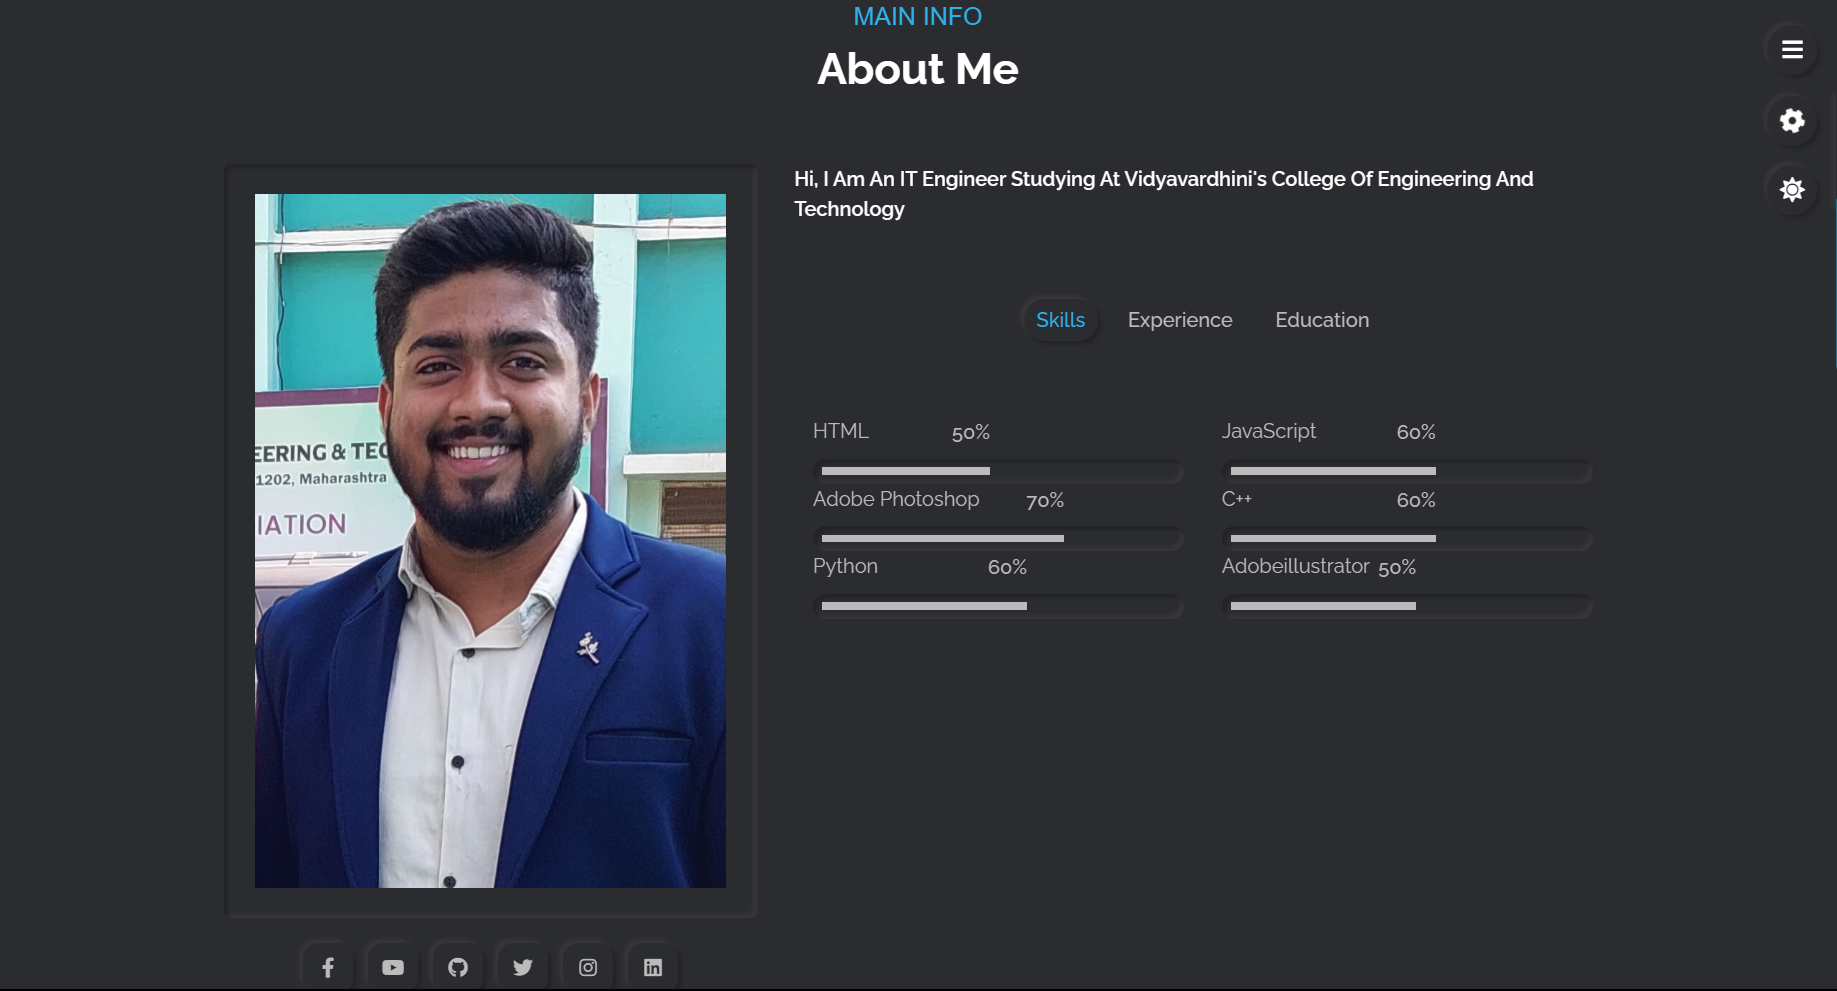 MAIN INFO
About Me
Hi, I Am An IT Engineer Studying At Vidyavardhini's College Of Engineering And
Technology
Skills Experience Education
HTML 50%
JavaScript 60%
Adobe Photoshop 70%
C++ 60%
Python 60%
Adobeillustrator 50%
EERING & TEC
1202, Maharashtra
IATION